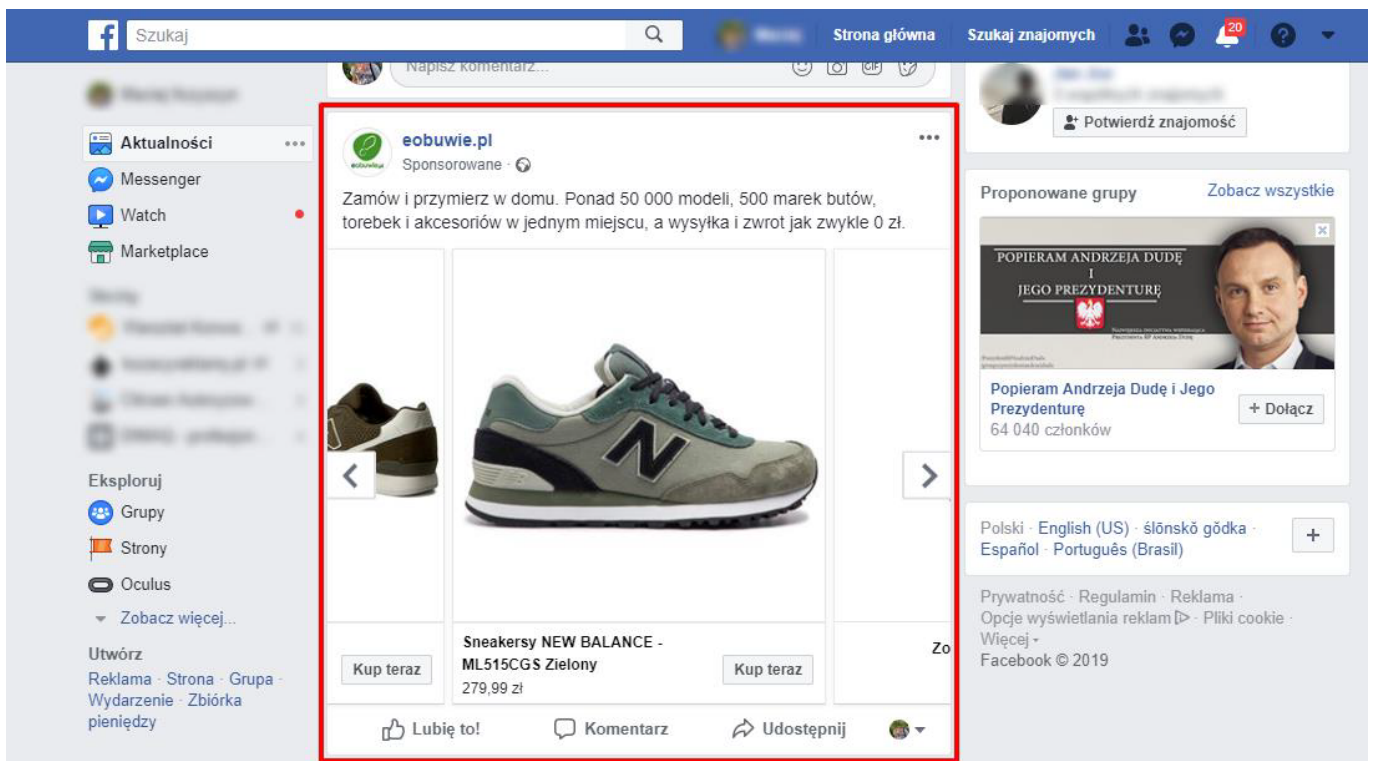 Szukaj
Strona główna
Szukaj znajomych
20
Aktualności
Messenger
Watch
Marketplace
Eksploruj
Grupy
Strony
Oculus
Zobacz więcej...
Utwórz
Reklama · Strona · Grupa ·
Wydarzenie · Zbiórka
pieniędzy
Napisz komentarz...
GIF
eobuwie.pl
Sponsorowane ·
Zamów i przymierz w domu. Ponad 50 000 modeli, 500 marek butów,
torebek i akcesoriów w jednym miejscu, a wysyłka i zwrot jak zwykle 0 zł.
N
Kup teraz
Sneakersy NEW BALANCE -
ML515CGS Zielony
279,99 zł
Kup teraz
Zo
Lubię to!
Komentarz
Udostępnij
Potwierdź znajomość
Proponowane grupy
Zobacz wszystkie
POPIERAM ANDRZEJA DUDĘ
I
JEGO PREZYDENTURĘ
Popieram Andrzeja Dudę i Jego
Prezydenturę
64 040 członków
+ Dołącz
Polski · English (US) · ślōnskŏ gŏdka ·
Español · Português (Brasil)
+
Prywatność · Regulamin · Reklama ·
Opcje wyświetlania reklam · Pliki cookie ·
Więcej
Facebook © 2019